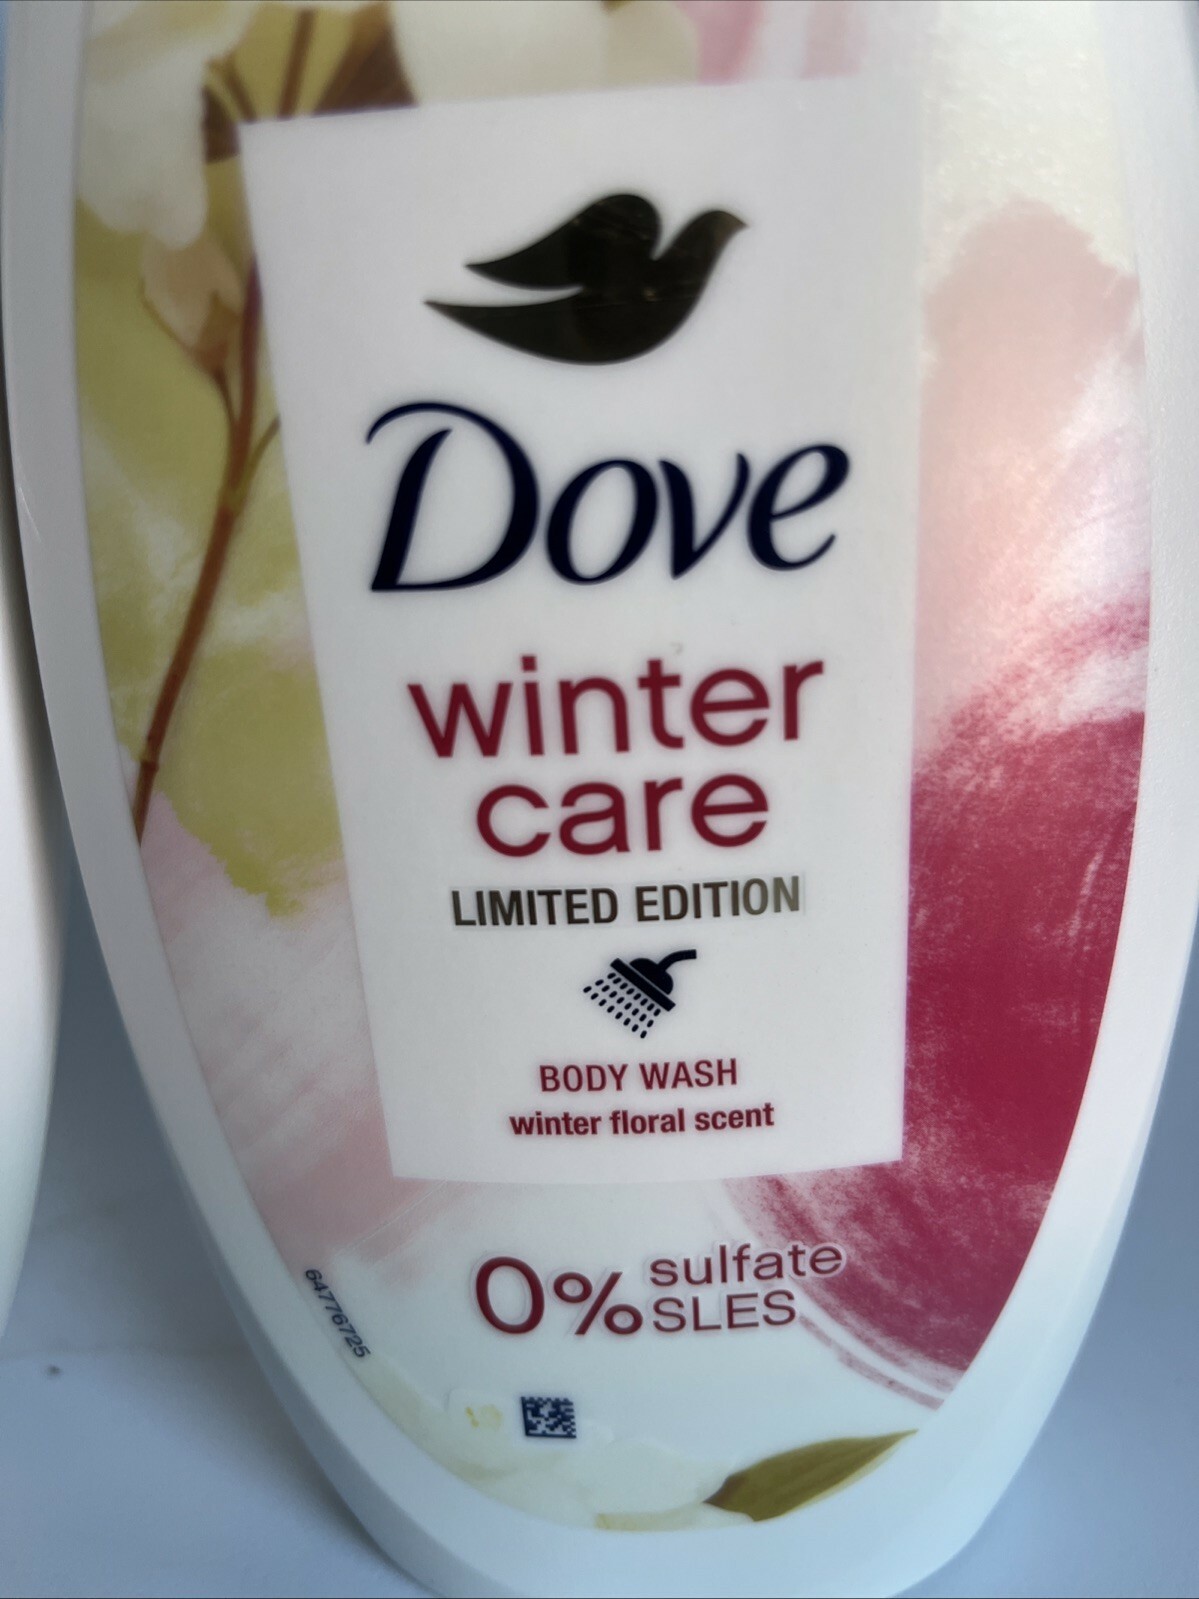 Dove
winter
care
LIMITED EDITION
BODY WASH
winter floral scent
0% sulfate
SLES
64776725